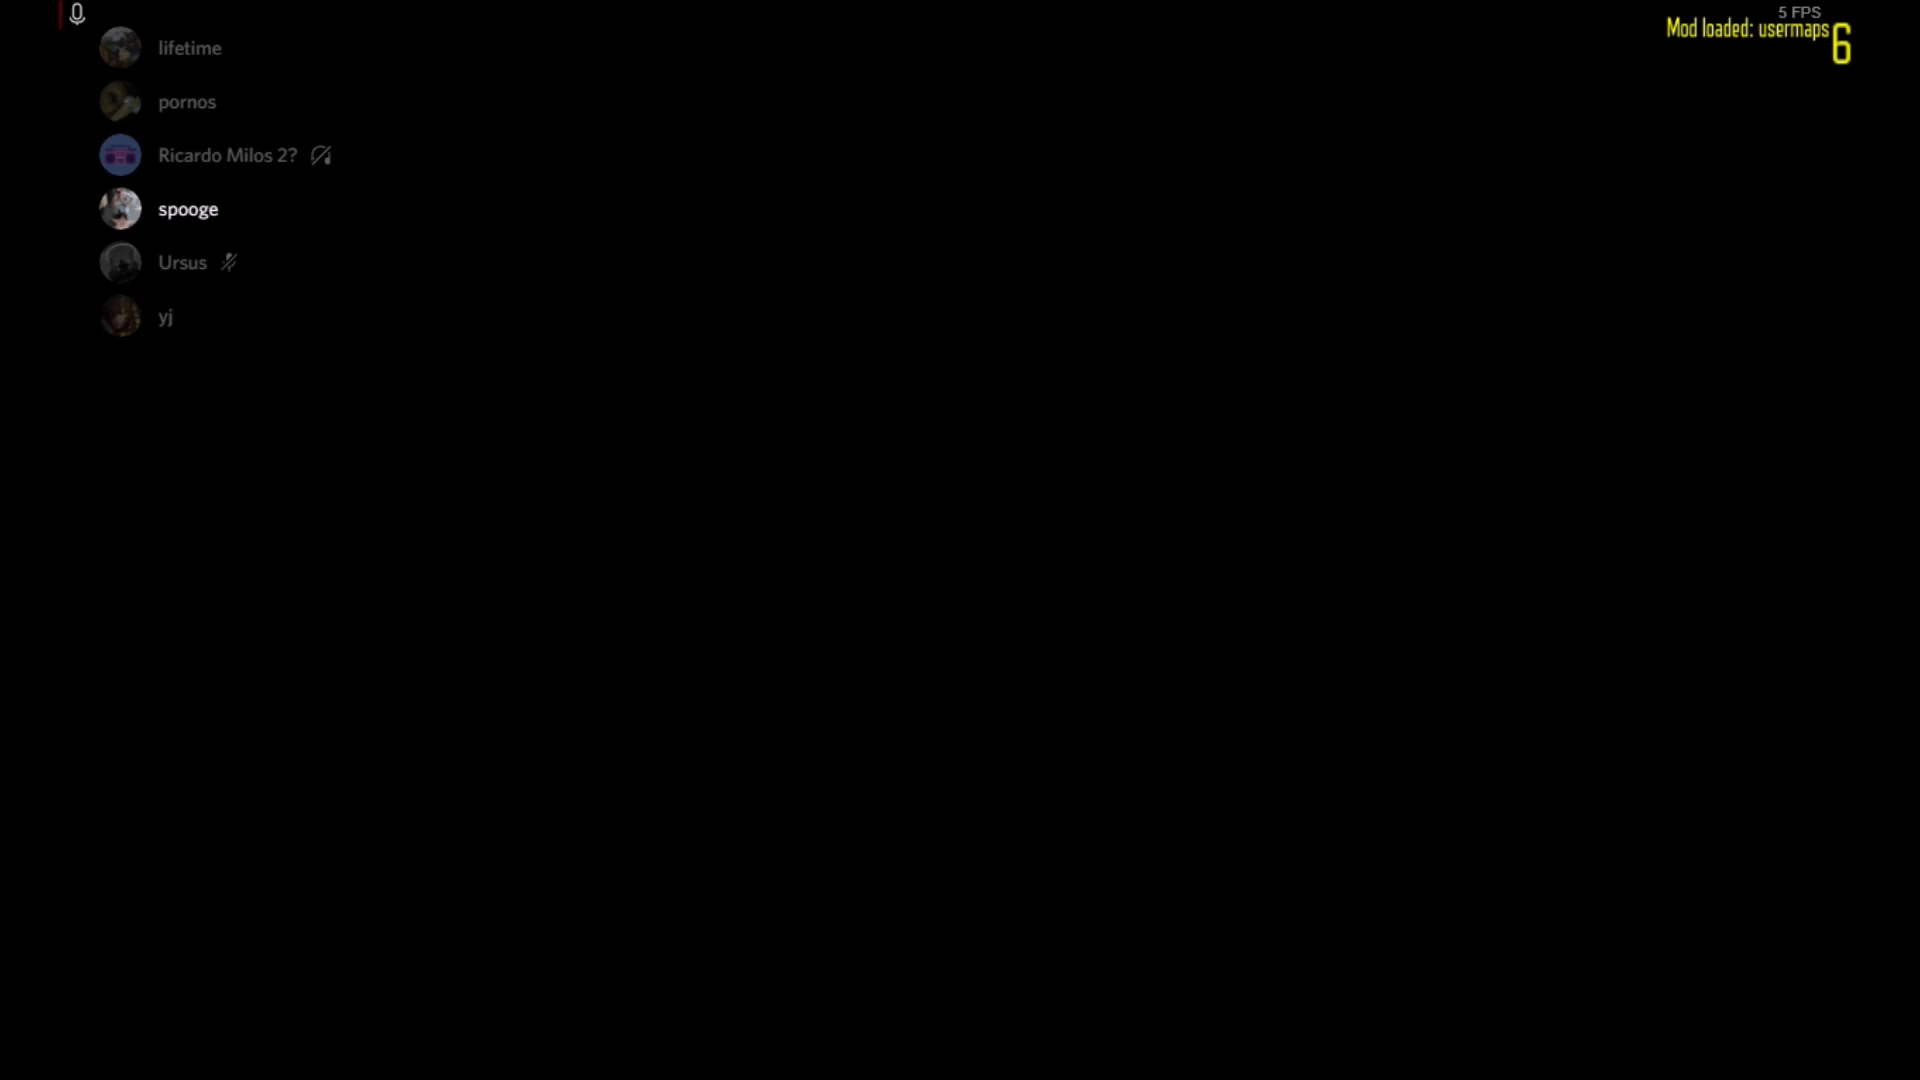 5 FPS
Mod loaded: usermaps
6
lifetime
pornos
Ricardo Milos 2?
spooge
Ursus
yj